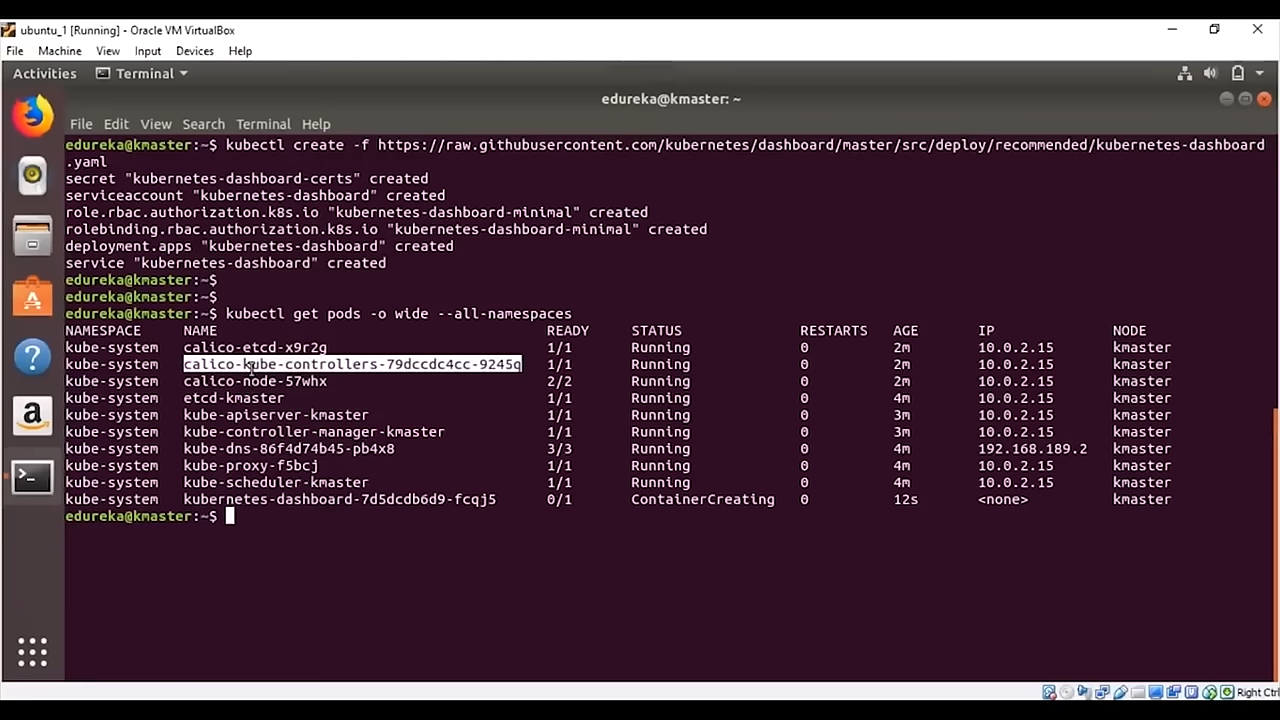 ubuntu_1 [Running] - Oracle VM VirtualBox
File Machine View Input Devices Help
Activities Terminal
edureka@kmaster: ~
File Edit View Search Terminal Help
edureka@kmaster:~$ kubectl create -f https://raw.githubusercontent.com/kubernetes/dashboard/master/src/deploy/recommended/kubernetes-dashboard
.yaml
secret "kubernetes-dashboard-certs" created
serviceaccount "kubernetes-dashboard" created
role.rbac.authorization.k8s.io "kubernetes-dashboard-minimal" created
rolebinding.rbac.authorization.k8s.io "kubernetes-dashboard-minimal" created
deployment.apps "kubernetes-dashboard" created
service "kubernetes-dashboard" created
edureka@kmaster:~$
edureka@kmaster:~$
edureka@kmaster:~$ kubectl get pods -o wide --all-namespaces
NAMESPACE NAME READY STATUS RESTARTS AGE IP NODE
kube-system calico-etcd-x9r2g 1/1 Running 0 2m 10.0.2.15 kmaster
kube-system calico-kube-controllers-79dccdc4cc-9245q 1/1 Running 0 2m 10.0.2.15 kmaster
kube-system calico-node-57whx 2/2 Running 0 2m 10.0.2.15 kmaster
kube-system etcd-kmaster 1/1 Running 0 4m 10.0.2.15 kmaster
kube-system kube-apiserver-kmaster 1/1 Running 0 3m 10.0.2.15 kmaster
kube-system kube-controller-manager-kmaster 1/1 Running 0 3m 10.0.2.15 kmaster
kube-system kube-dns-86f4d74b45-pb4x8 3/3 Running 0 4m 192.168.189.2 kmaster
kube-system kube-proxy-f5bcj 1/1 Running 0 4m 10.0.2.15 kmaster
kube-system kube-scheduler-kmaster 1/1 Running 0 4m 10.0.2.15 kmaster
kube-system kubernetes-dashboard-7d5dcdb6d9-fcqj5 0/1 ContainerCreating 0 12s <none> kmaster
edureka@kmaster:~$
Right Ctrl